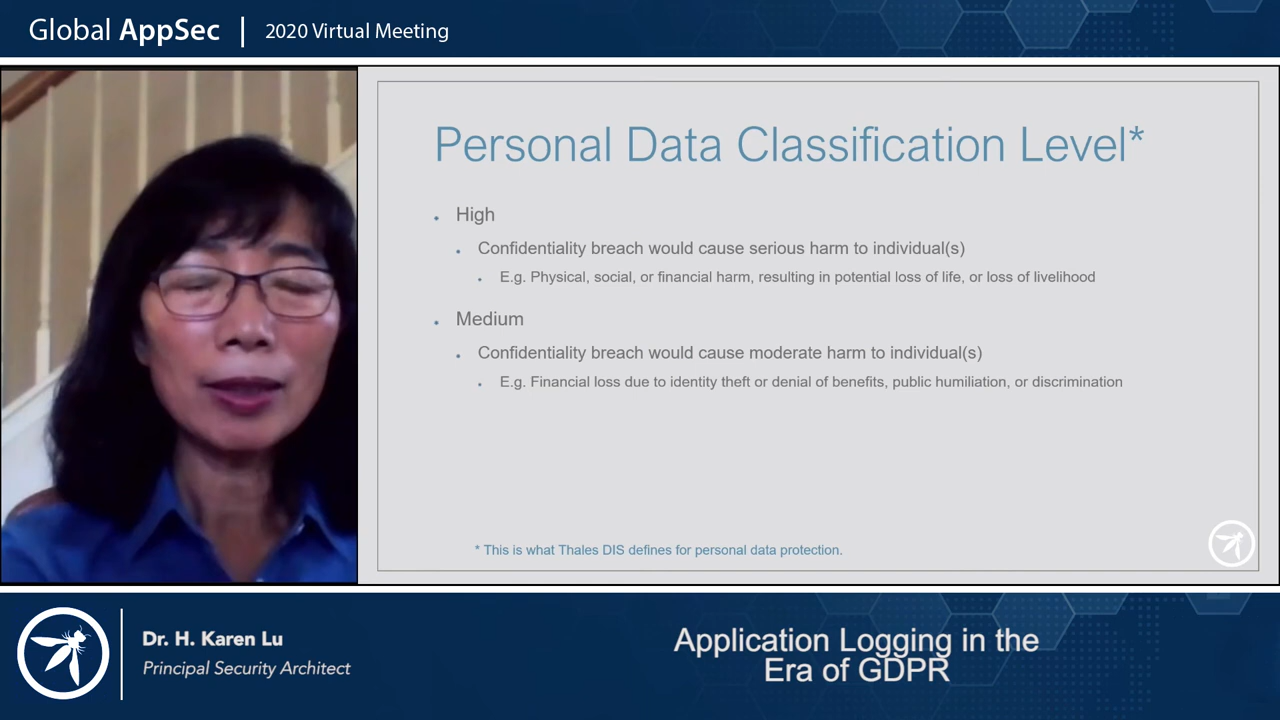 Global AppSec | 2020 Virtual Meeting
Personal Data Classification Level*
• High
• Confidentiality breach would cause serious harm to individual(s)
• E.g. Physical, social, or financial harm, resulting in potential loss of life, or loss of livelihood
• Medium
• Confidentiality breach would cause moderate harm to individual(s)
• E.g. Financial loss due to identity theft or denial of benefits, public humiliation, or discrimination
* This is what Thales DIS defines for personal data protection.
Dr. H. Karen Lu
Principal Security Architect
Application Logging in the
Era of GDPR